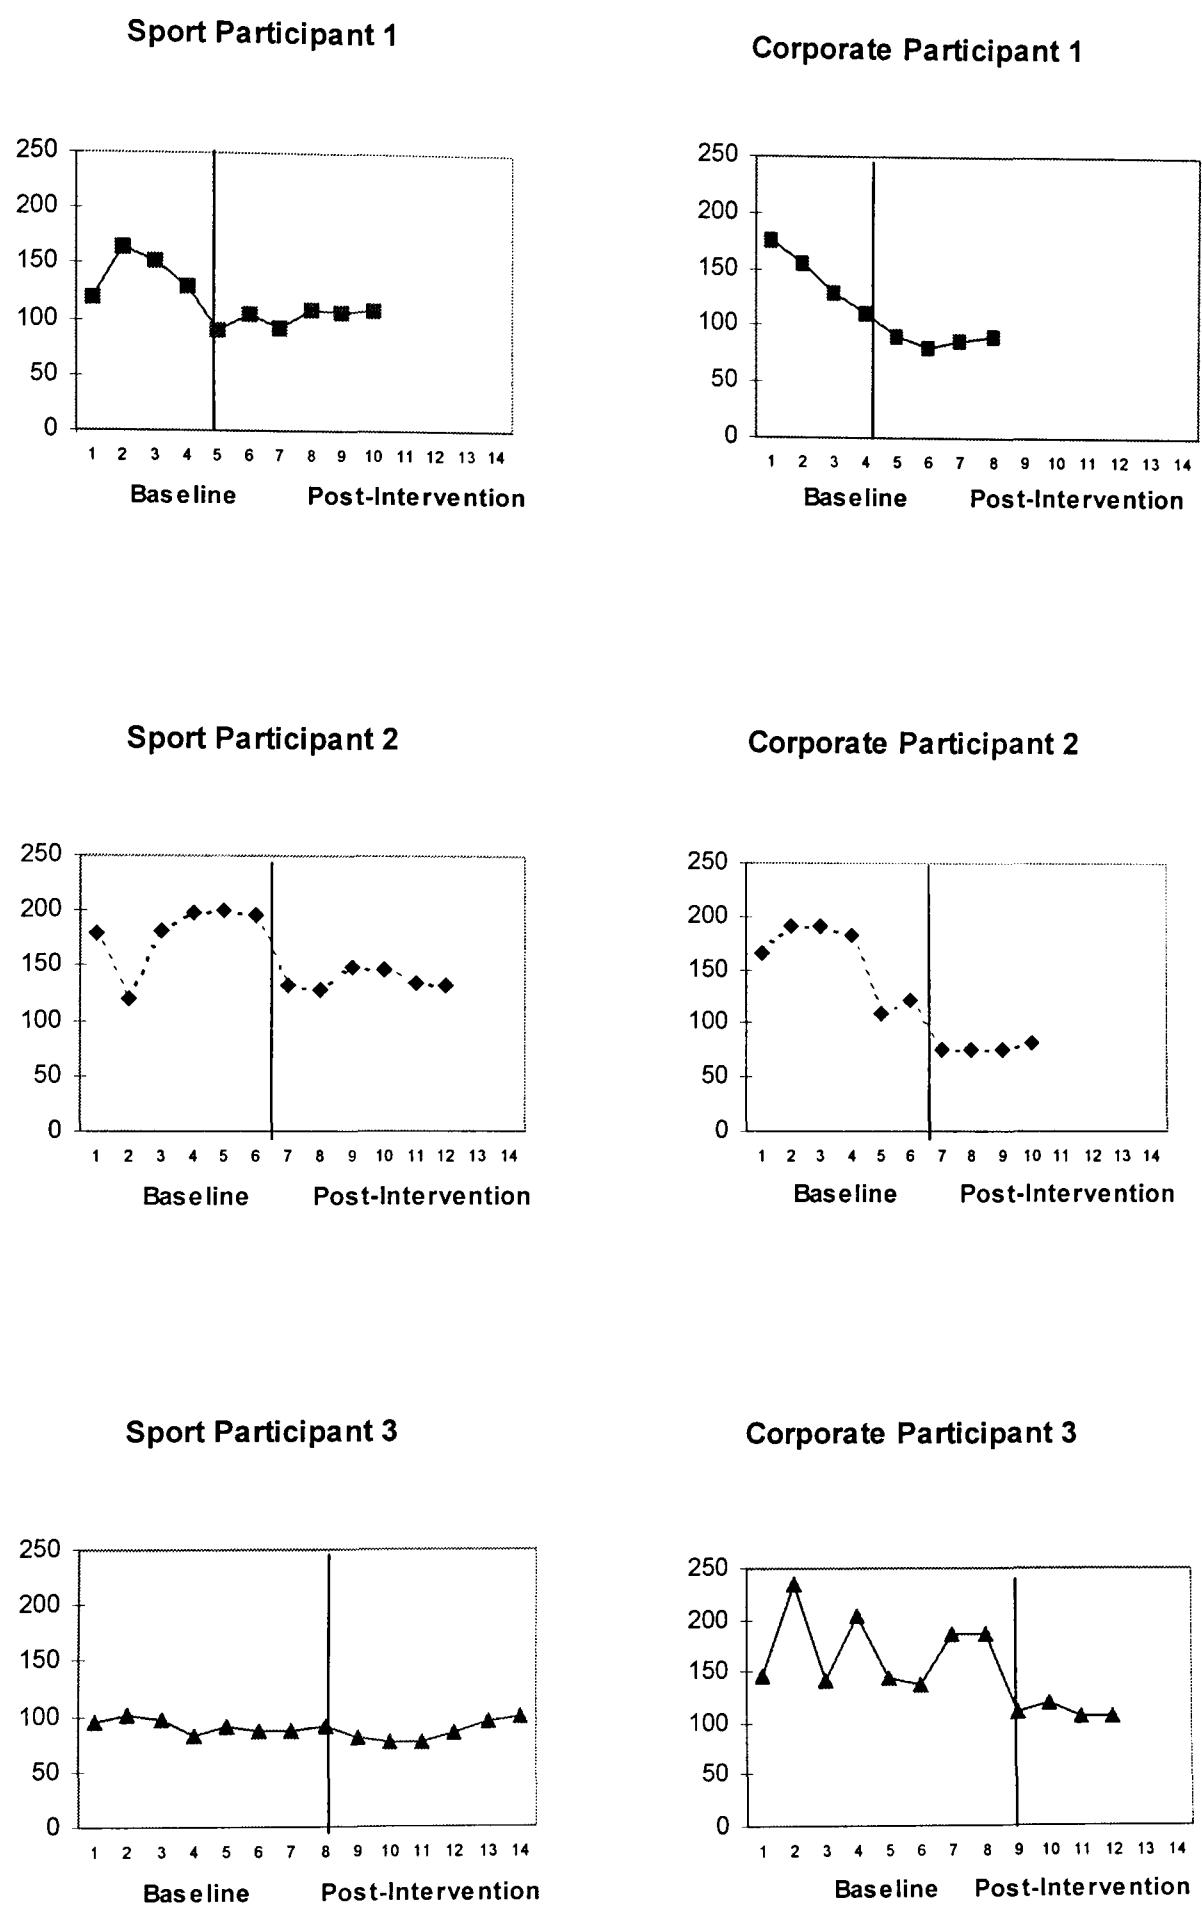 Sport Participant 1
250
200
150
100
50
0
1 2 3 4 5 6 7 8 9 10 11 12 13 14
Baseline Post-Intervention
Corporate Participant 1
250
200
150
100
50
0
1 2 3 4 5 6 7 8 9 10 11 12 13 14
Baseline Post-Intervention
Sport Participant 2
250
200
150
100
50
0
1 2 3 4 5 6 7 8 9 10 11 12 13 14
Baseline Post-Intervention
Corporate Participant 2
250
200
150
100
50
0
1 2 3 4 5 6 7 8 9 10 11 12 13 14
Baseline Post-Intervention
Sport Participant 3
250
200
150
100
50
0
1 2 3 4 5 6 7 8 9 10 11 12 13 14
Baseline Post-Intervention
Corporate Participant 3
250
200
150
100
50
0
1 2 3 4 5 6 7 8 9 10 11 12 13 14
Baseline Post-Intervention